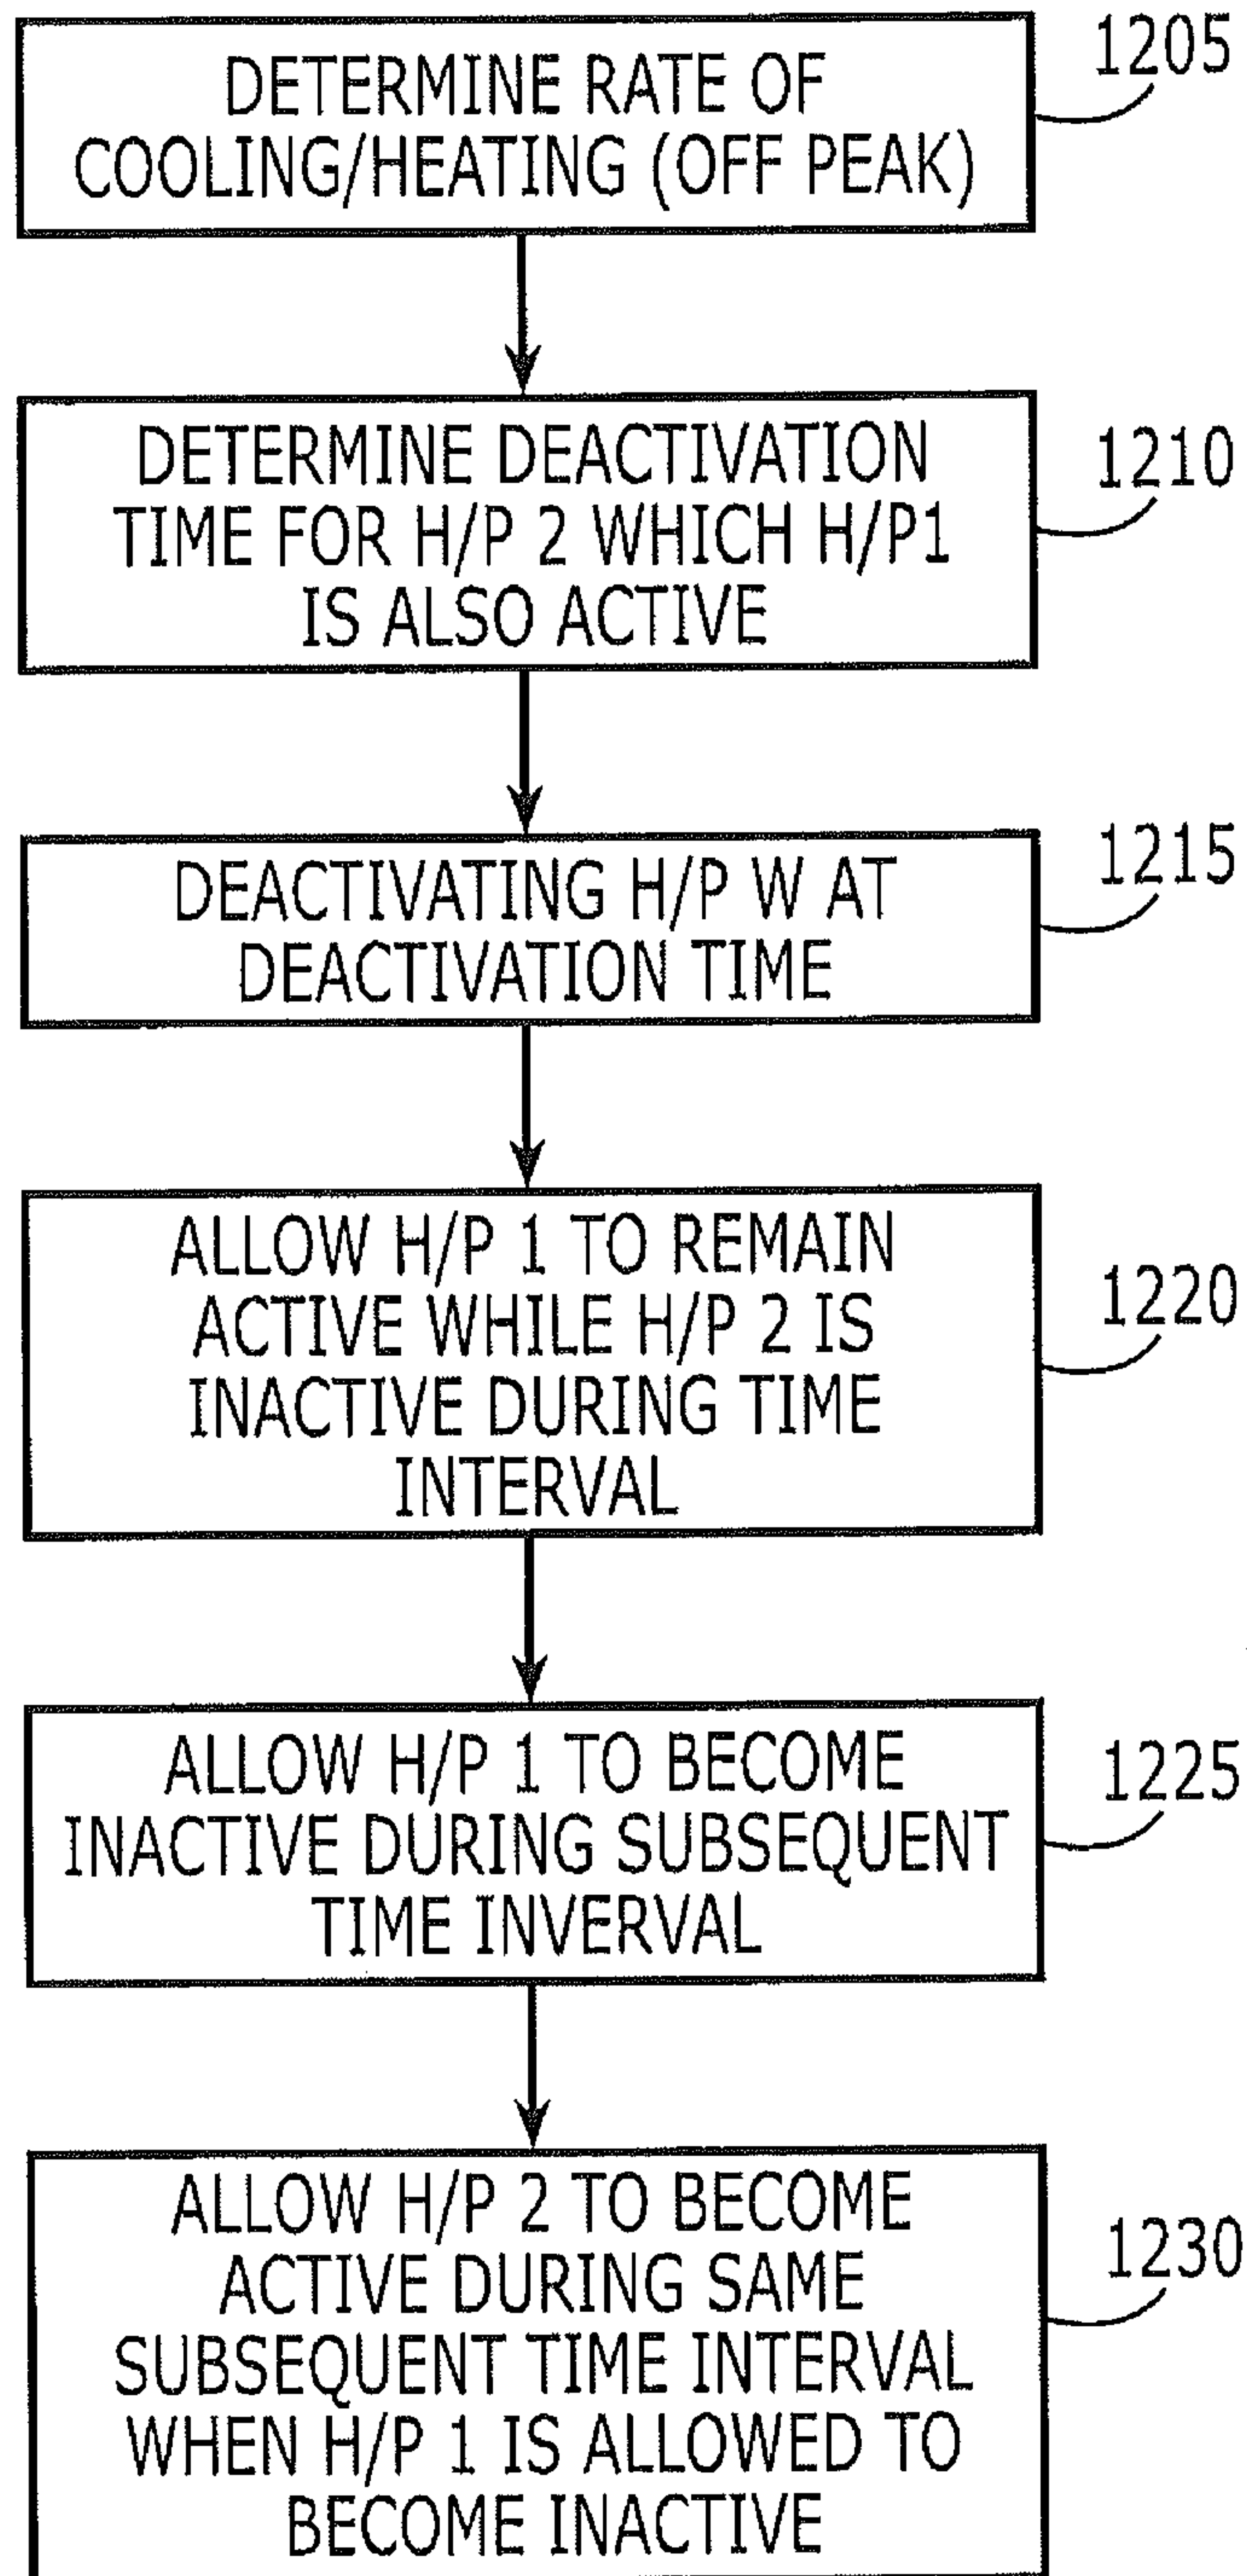 DETERMINE RATE OF
COOLING/HEATING (OFF PEAK)
1205
DETERMINE DEACTIVATION
TIME FOR H/P 2 WHICH H/P1
IS ALSO ACTIVE
1210
DEACTIVATING H/P W AT
DEACTIVATION TIME
1215
ALLOW H/P 1 TO REMAIN
ACTIVE WHILE H/P 2 IS
INACTIVE DURING TIME
INTERVAL
1220
ALLOW H/P 1 TO BECOME
INACTIVE DURING SUBSEQUENT
TIME INVERVAL
1225
ALLOW H/P 2 TO BECOME
ACTIVE DURING SAME
SUBSEQUENT TIME INTERVAL
WHEN H/P 1 IS ALLOWED TO
BECOME INACTIVE
1230